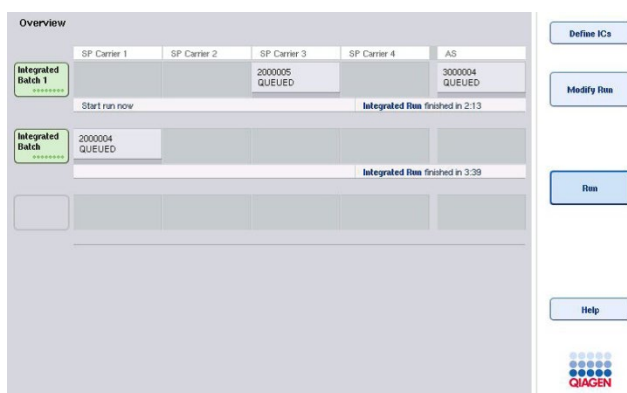 Overview
Define ICs
SP Carrier 1 SP Carrier 2 SP Carrier 3 SP Carrier 4 AS
Integrated
Batch 1
2000005
QUEUED
3000004
QUEUED
Modify Run
Start run now Integrated Run finished in 2:13
Integrated
Batch
2000004
QUEUED
Integrated Run finished in 3:39
Run
Help
QIAGEN